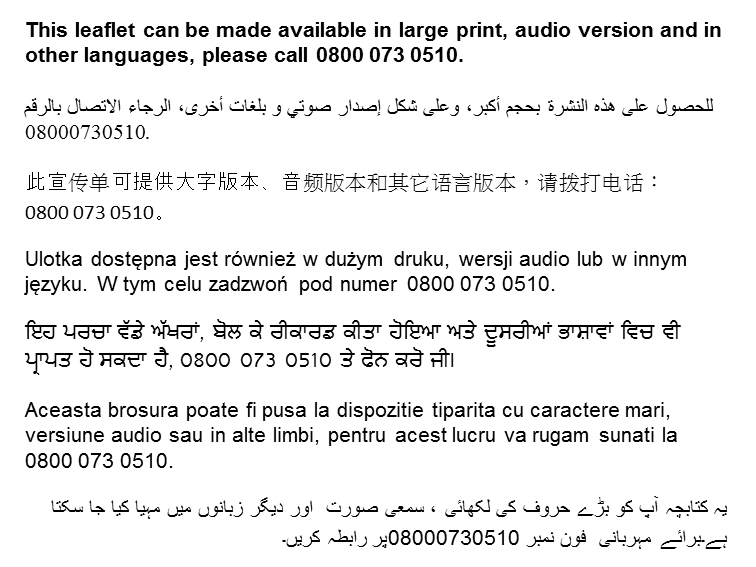 This leaflet can be made available in large print, audio version and in
other languages, please call 0800 073 0510.
للحصول على هذه النشرة بحجم أكبر، وعلى شكل إصدار صوتي و بلغات أخرى، الرجاء الاتصال بالرقم
08000730510.
此宣传单可提供大字版本、音频版本和其它语言版本，请拨打电话：
0800 073 0510。
Ulotka dostępna jest również w dużym druku, wersji audio lub w innym
języku. W tym celu zadzwoń pod numer 0800 073 0510.
ਇਹ ਪਰਚਾ ਵੱਡੇ ਅੱਖਰਾਂ, ਬੋਲ ਕੇ ਰੀਕਾਰਡ ਕੀਤਾ ਹੋਇਆ ਅਤੇ ਦੂਸਰੀਆਂ ਭਾਸ਼ਾਵਾਂ ਵਿਚ ਵੀ
ਪ੍ਰਾਪਤ ਹੋ ਸਕਦਾ ਹੈ, 0800 073 0510 ਤੇ ਫੋਨ ਕਰੋ ਜੀ।
Aceasta brosura poate fi pusa la dispozitie tiparita cu caractere mari,
versiune audio sau in alte limbi, pentru acest lucru va rugam sunati la
0800 073 0510.
یہ کتابچہ آپ کو بڑے حروف کی لکھائی ، سمعی صورت اور دیگر زبانوں میں مہیا کیا جا سکتا
ہے۔برائے مہربانی فون نمبر 08000730510پر رابطہ کریں۔